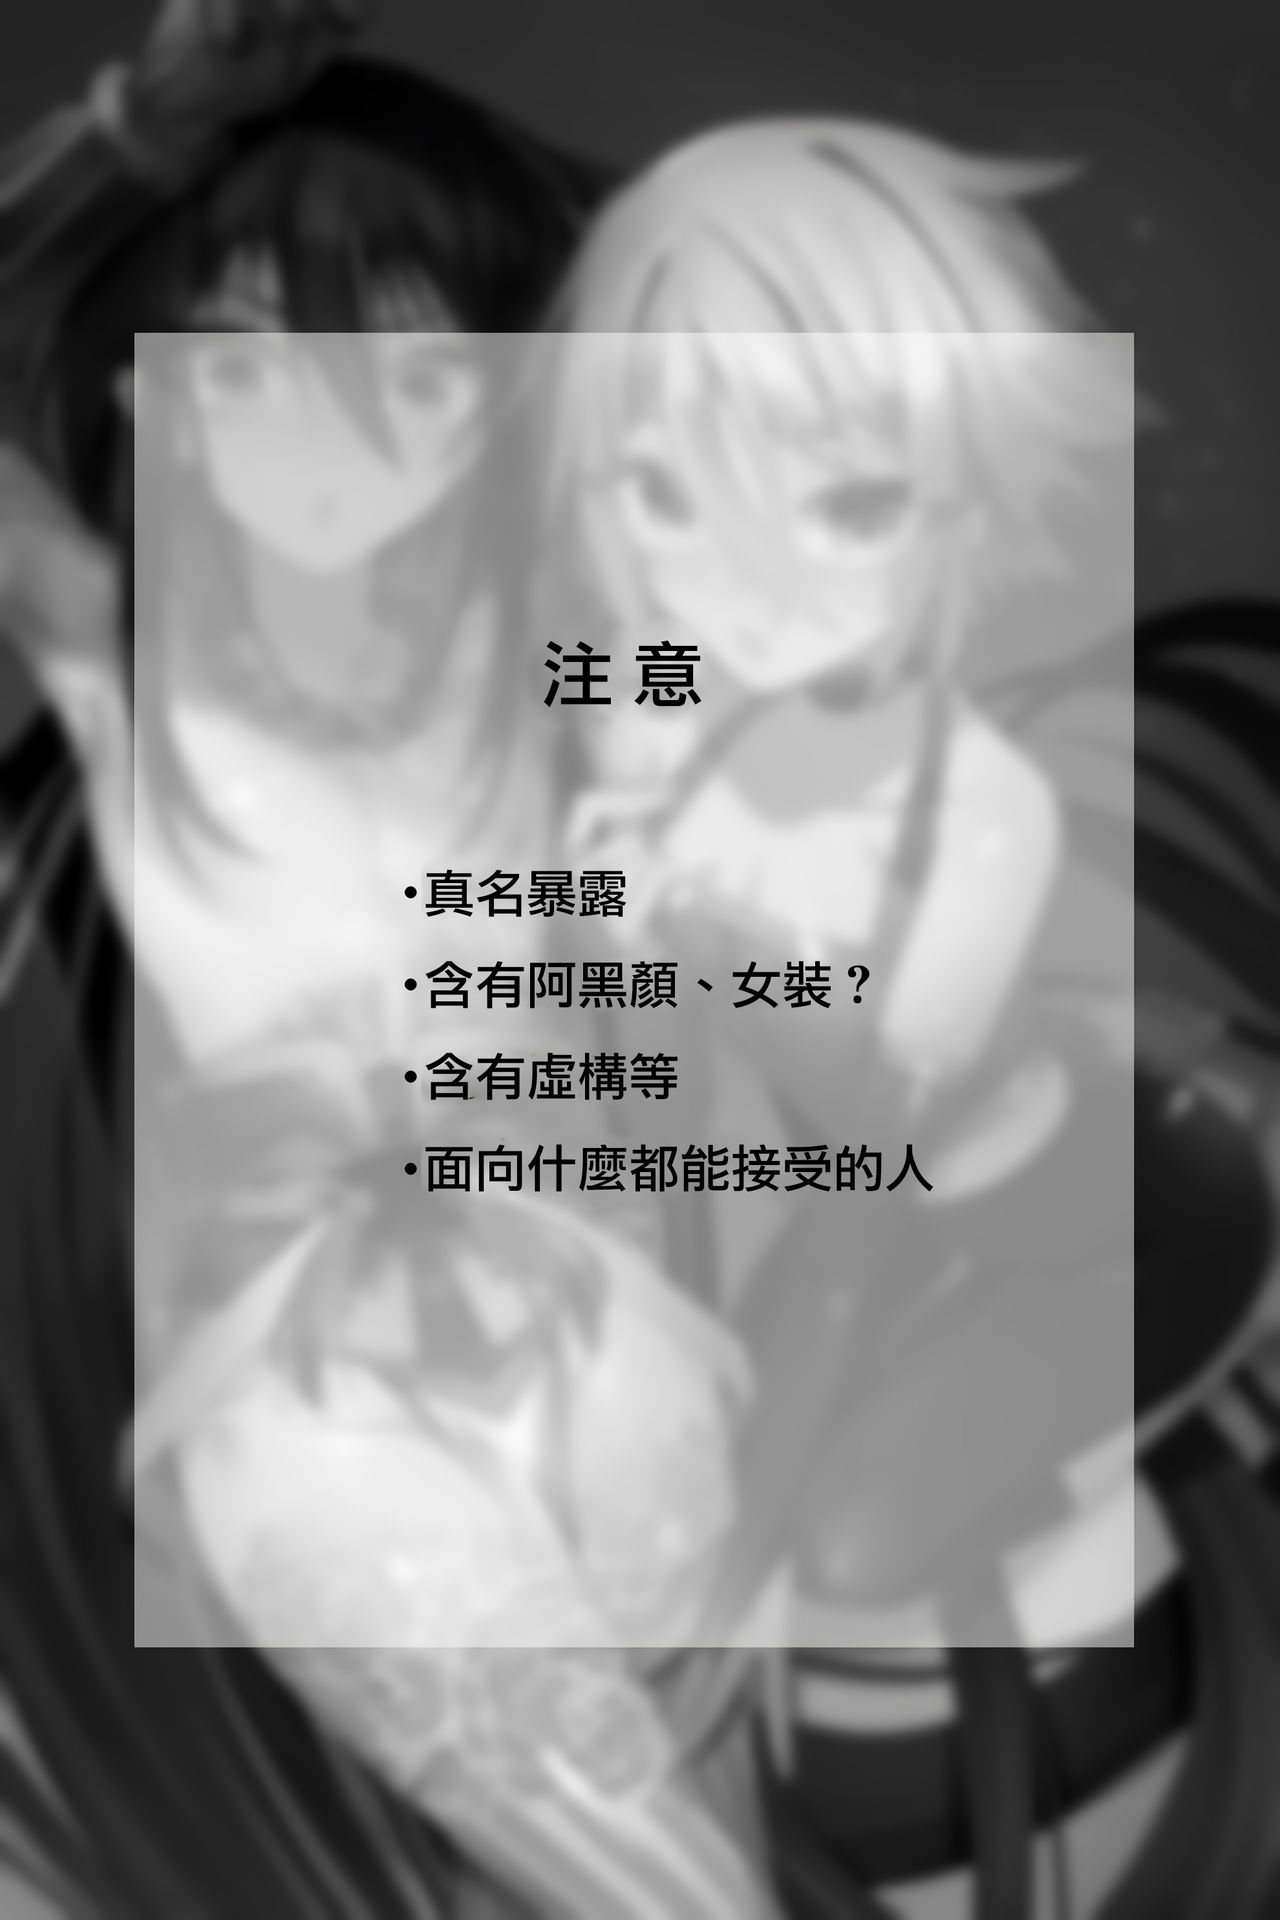 注意
•真名暴露
•含有阿黑顏、女裝？
•含有虛構等
•面向什麼都能接受的人